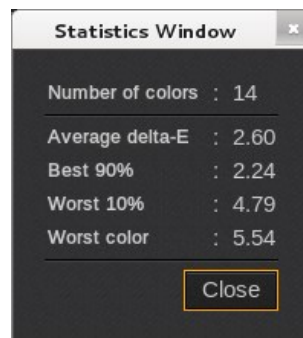 Statistics Window
Number of colors : 14
Average delta-E : 2.60
Best 90% : 2.24
Worst 10% : 4.79
Worst color : 5.54
Close